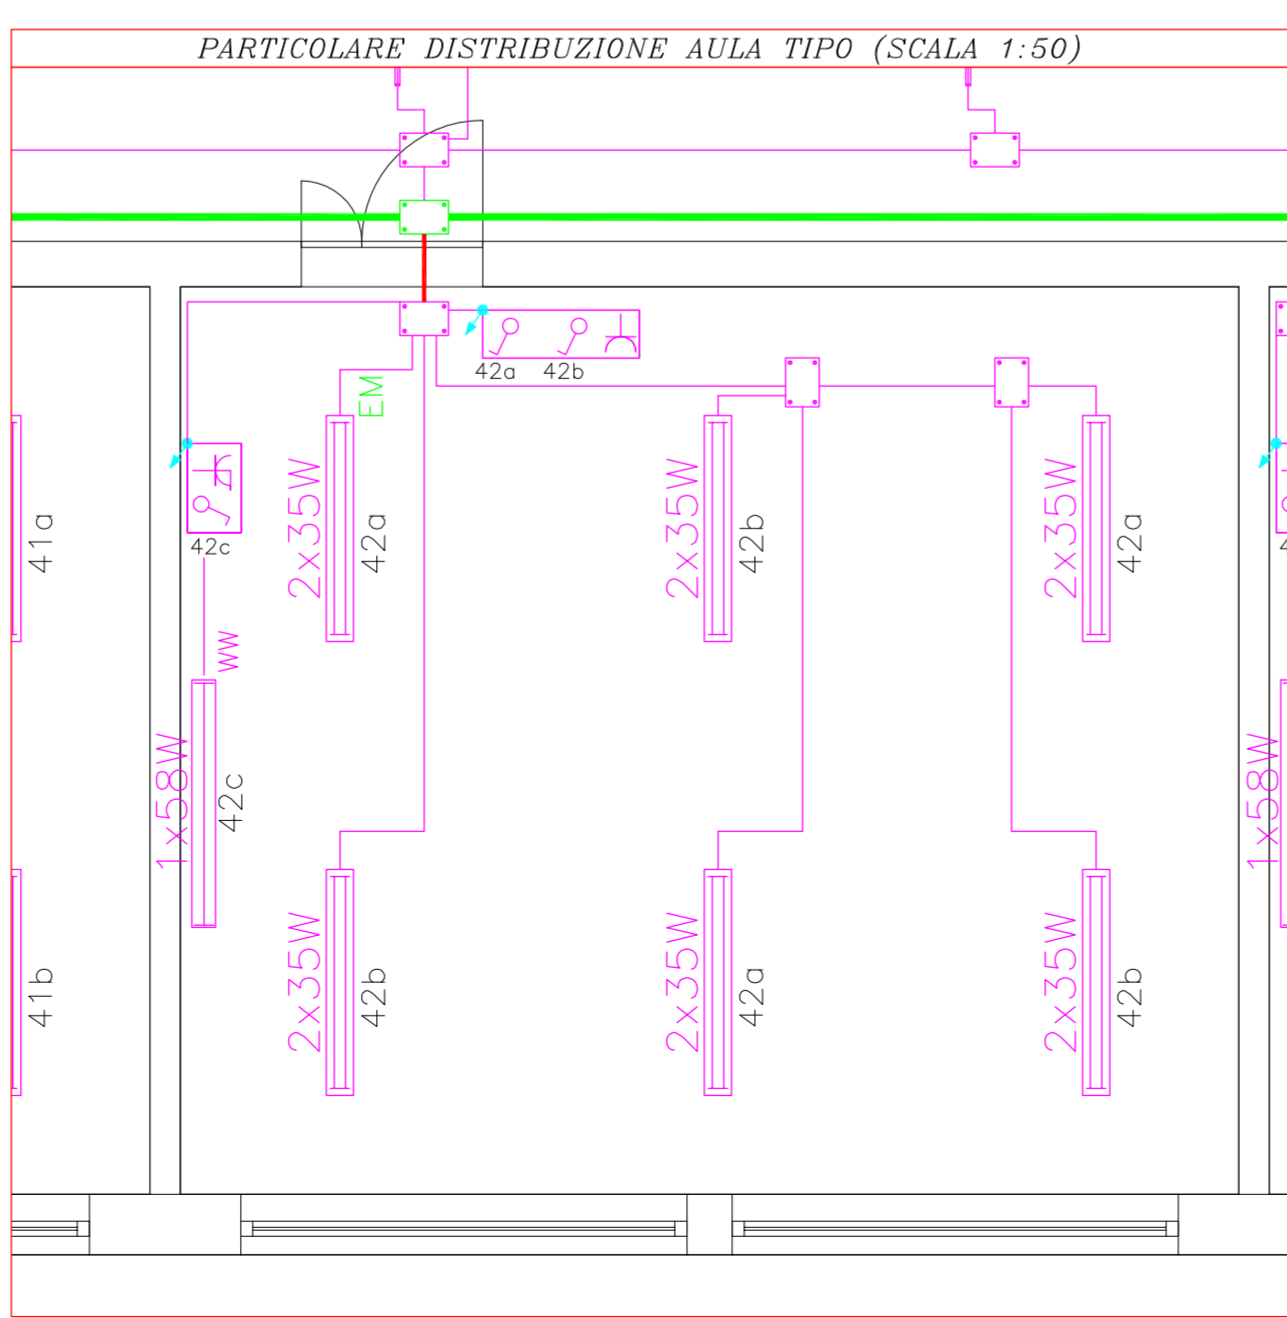 PARTICOLARE DISTRIBUZIONE AULA TIPO (SCALA 1:50)
42a 42b
EM
42c
2x35W
42a
2x35W
42b
2x35W
42a
41a
WW
1x58W
42c
1x58W
41b
2x35W
42b
2x35W
42a
2x35W
42b